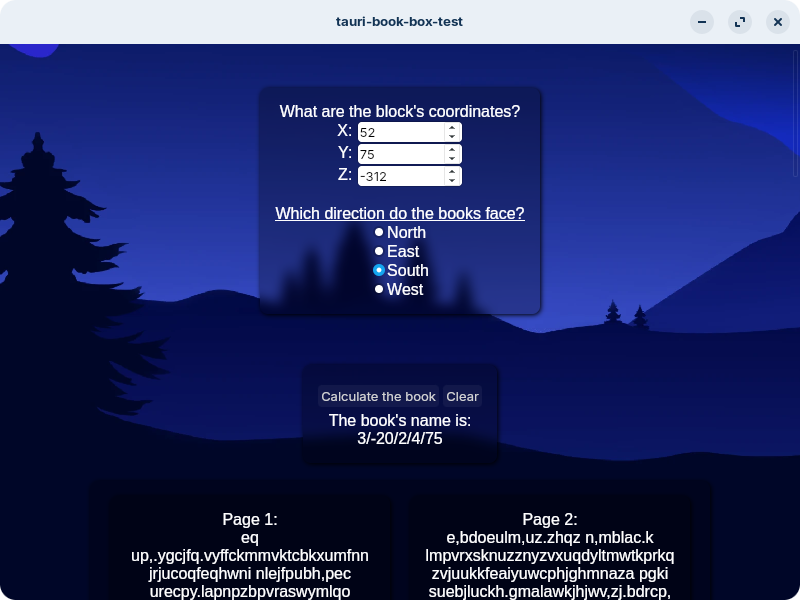 tauri-book-box-test
What are the block's coordinates?
X: 52
Y: 75
Z: -312
Which direction do the books face?
North
East
South
West
Calculate the book Clear
The book's name is:
3/-20/2/4/75
Page 1:
eq
up,.ygcjfq.vyffckmmvktcbkxumfnn
jrjucoqfeqhwni nlejfpubh,pec
urecpy.lapnpzbpvraswymlqo
Page 2:
e,bdoeulm,uz.zhqz n,mblac.k
lmpvrxsknuzznyzvxuqdyltmwtkprkq
zvjuukkfeaiyuwcphjghmnaza pgki
suebjluckh.gmalawkjhjwv,zj.bdrcp,